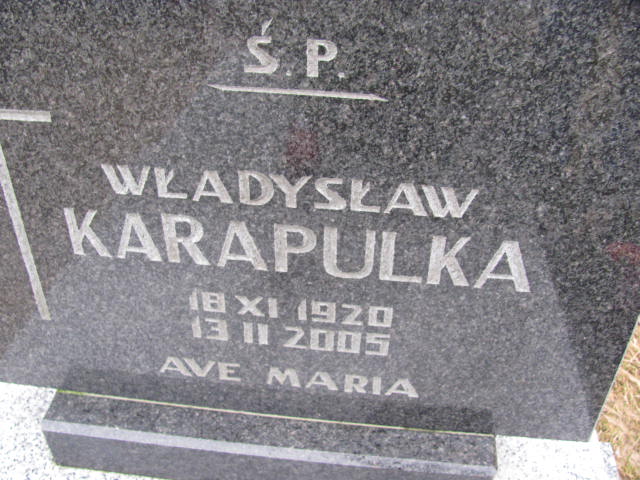 Ś.P.
WŁADYSŁAW
KARAPULKA
18 XI 1920
13 II 2005
AVE MARIA